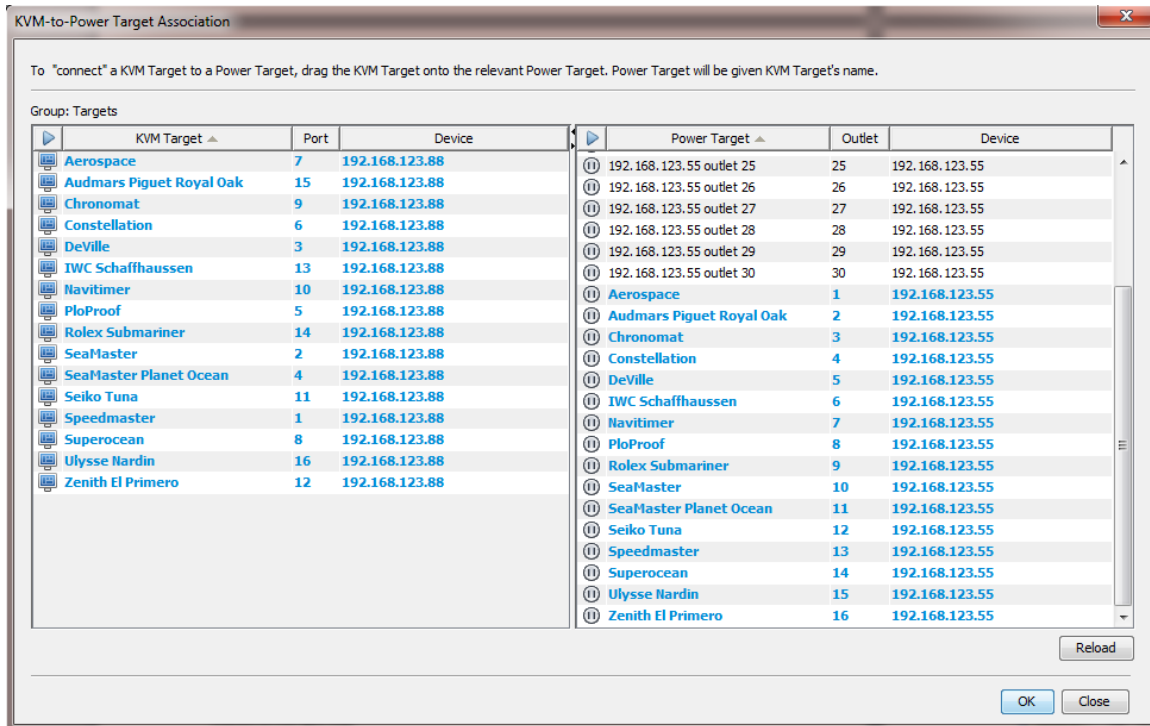 KVM-to-Power Target Association
To "connect" a KVM Target to a Power Target, drag the KVM Target onto the relevant Power Target. Power Target will be given KVM Target's name.
Group: Targets
KVM Target Port Device
Aerospace 7 192.168.123.88
Audmars Piguet Royal Oak 15 192.168.123.88
Chronomat 9 192.168.123.88
Constellation 6 192.168.123.88
DeVille 3 192.168.123.88
IWC Schaffhaussen 13 192.168.123.88
Navitimer 10 192.168.123.88
PloProof 5 192.168.123.88
Rolex Submariner 14 192.168.123.88
SeaMaster 2 192.168.123.88
SeaMaster Planet Ocean 4 192.168.123.88
Seiko Tuna 11 192.168.123.88
Speedmaster 1 192.168.123.88
Superocean 8 192.168.123.88
Ulysse Nardin 16 192.168.123.88
Zenith El Primero 12 192.168.123.88
Power Target Outlet Device
192.168.123.55 outlet 25 25 192.168.123.55
192.168.123.55 outlet 26 26 192.168.123.55
192.168.123.55 outlet 27 27 192.168.123.55
192.168.123.55 outlet 28 28 192.168.123.55
192.168.123.55 outlet 29 29 192.168.123.55
192.168.123.55 outlet 30 30 192.168.123.55
Aerospace 1 192.168.123.55
Audmars Piguet Royal Oak 2 192.168.123.55
Chronomat 3 192.168.123.55
Constellation 4 192.168.123.55
DeVille 5 192.168.123.55
IWC Schaffhaussen 6 192.168.123.55
Navitimer 7 192.168.123.55
PloProof 8 192.168.123.55
Rolex Submariner 9 192.168.123.55
SeaMaster 10 192.168.123.55
SeaMaster Planet Ocean 11 192.168.123.55
Seiko Tuna 12 192.168.123.55
Speedmaster 13 192.168.123.55
Superocean 14 192.168.123.55
Ulysse Nardin 15 192.168.123.55
Zenith El Primero 16 192.168.123.55
Reload
OK Close